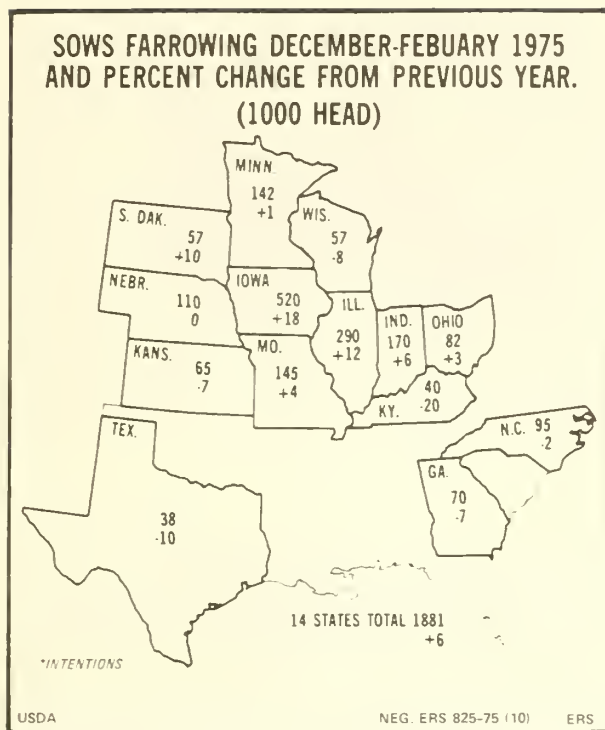 SOWS FARROWING DECEMBER-FEBUARY 1975
AND PERCENT CHANGE FROM PREVIOUS YEAR.
(1000 HEAD)
MINN.
142
+1
S. DAK.
57
+10
WIS.
57
-8
NEBR.
110
0
IOWA
520
+18
ILL.
290
+12
IND.
170
+6
OHIO
82
+3
KANS.
65
-7
MO.
145
+4
KY.
40
-20
N.C. 95
-2
TEX.
38
-10
GA.
70
-7
14 STATES TOTAL 1881
+6
*INTENTIONS
USDA NEG. ERS 825-75 (10) ERS